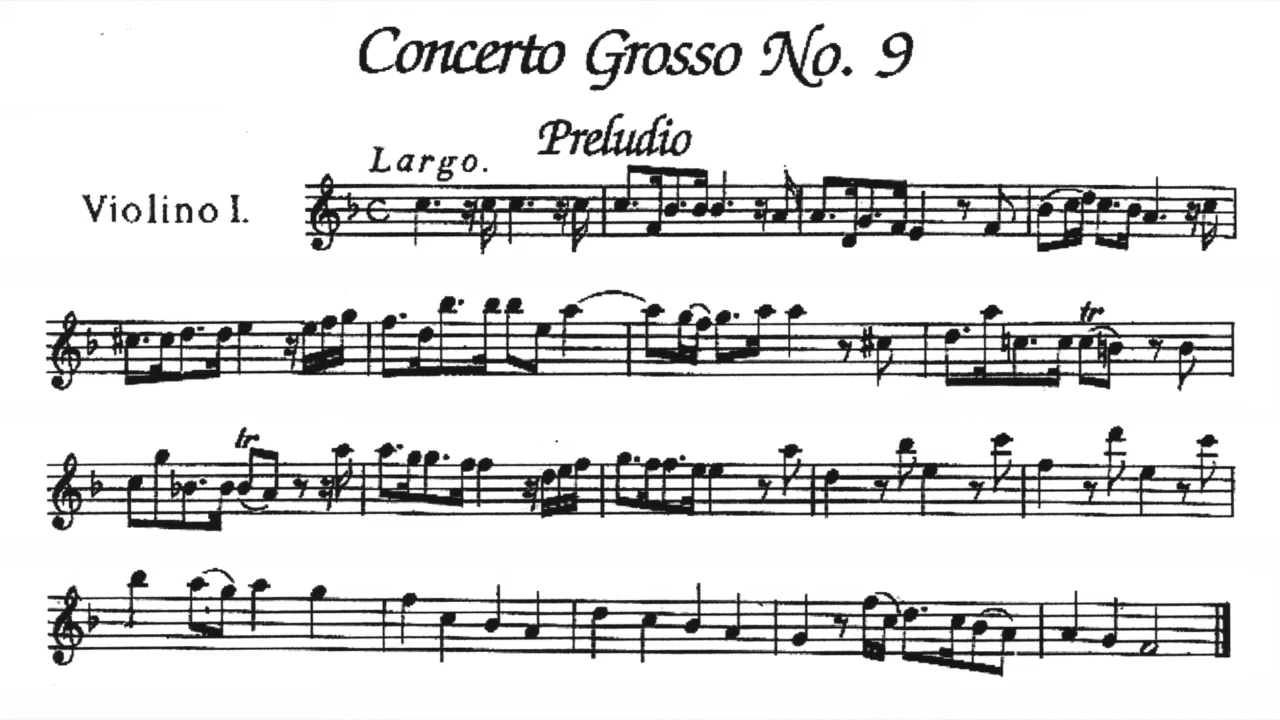 Concerto Grosso No. 9
Preludio
Largo.
Violino I.
tr
tr